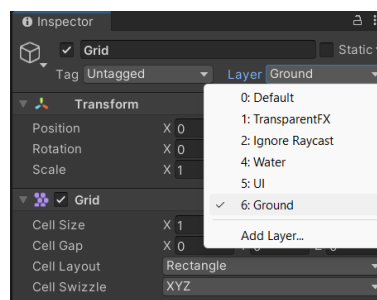 Inspector
Grid
Static
Tag Untagged
Layer Ground
0: Default
1: TransparentFX
2: Ignore Raycast
4: Water
5: UI
6: Ground
Add Layer...
Transform
Position X 0
Rotation X 0
Scale X 1
Grid
Cell Size X 1
Cell Gap X 0
Cell Layout Rectangle
Cell Swizzle XYZ